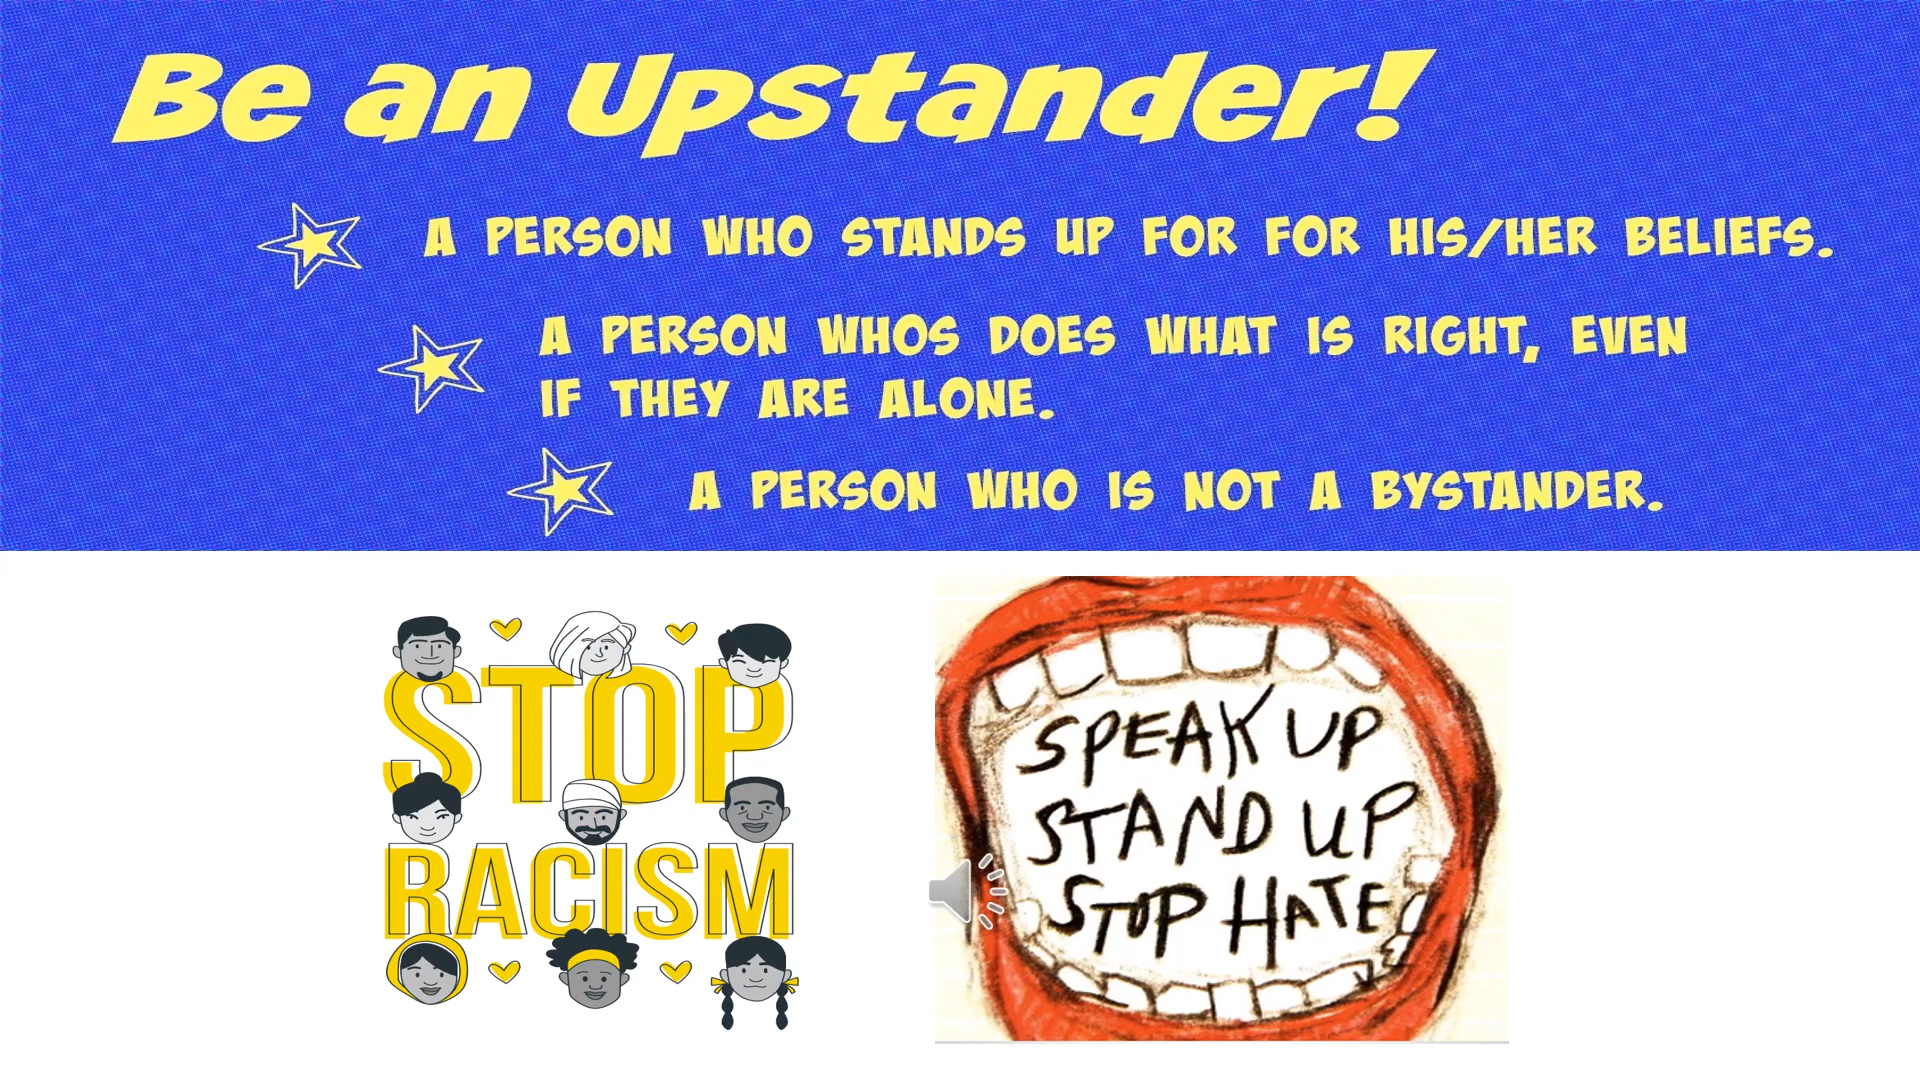 Be an Upstander!
A PERSON WHO STANDS UP FOR FOR HIS/HER BELIEFS.
A PERSON WHOS DOES WHAT IS RIGHT, EVEN
IF THEY ARE ALONE.
A PERSON WHO IS NOT A BYSTANDER.
STOP
RACISM
SPEAK UP
STAND UP
STOP HATE